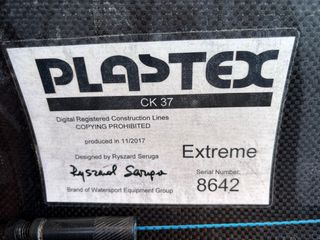 PLASTEX
CK 37
Digital Registered Construction Lines
COPYING PROHIBITED
produced in 11/2017
Designed by Ryszard Seruga
Extreme
Ryszard Seruga
Serial Number:
8642
Brand of Watersport Equipment Group